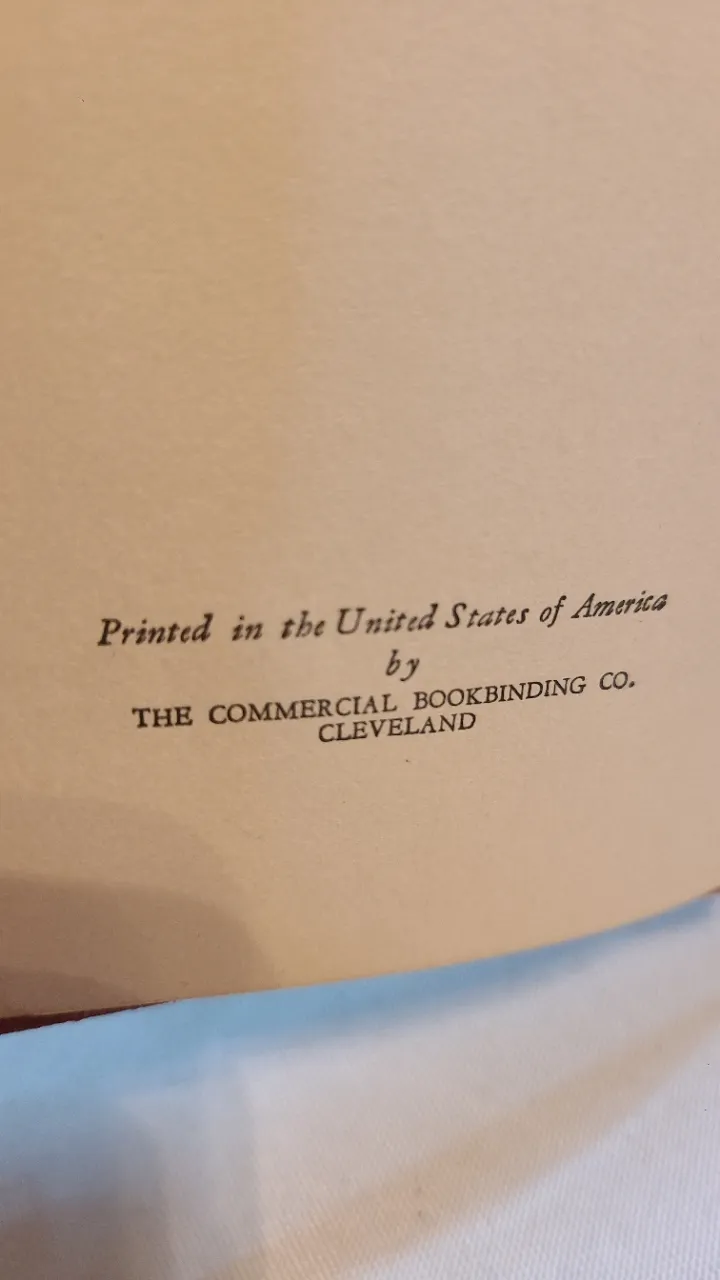 Printed in the United States of America
by
THE COMMERCIAL BOOKBINDING CO.
CLEVELAND